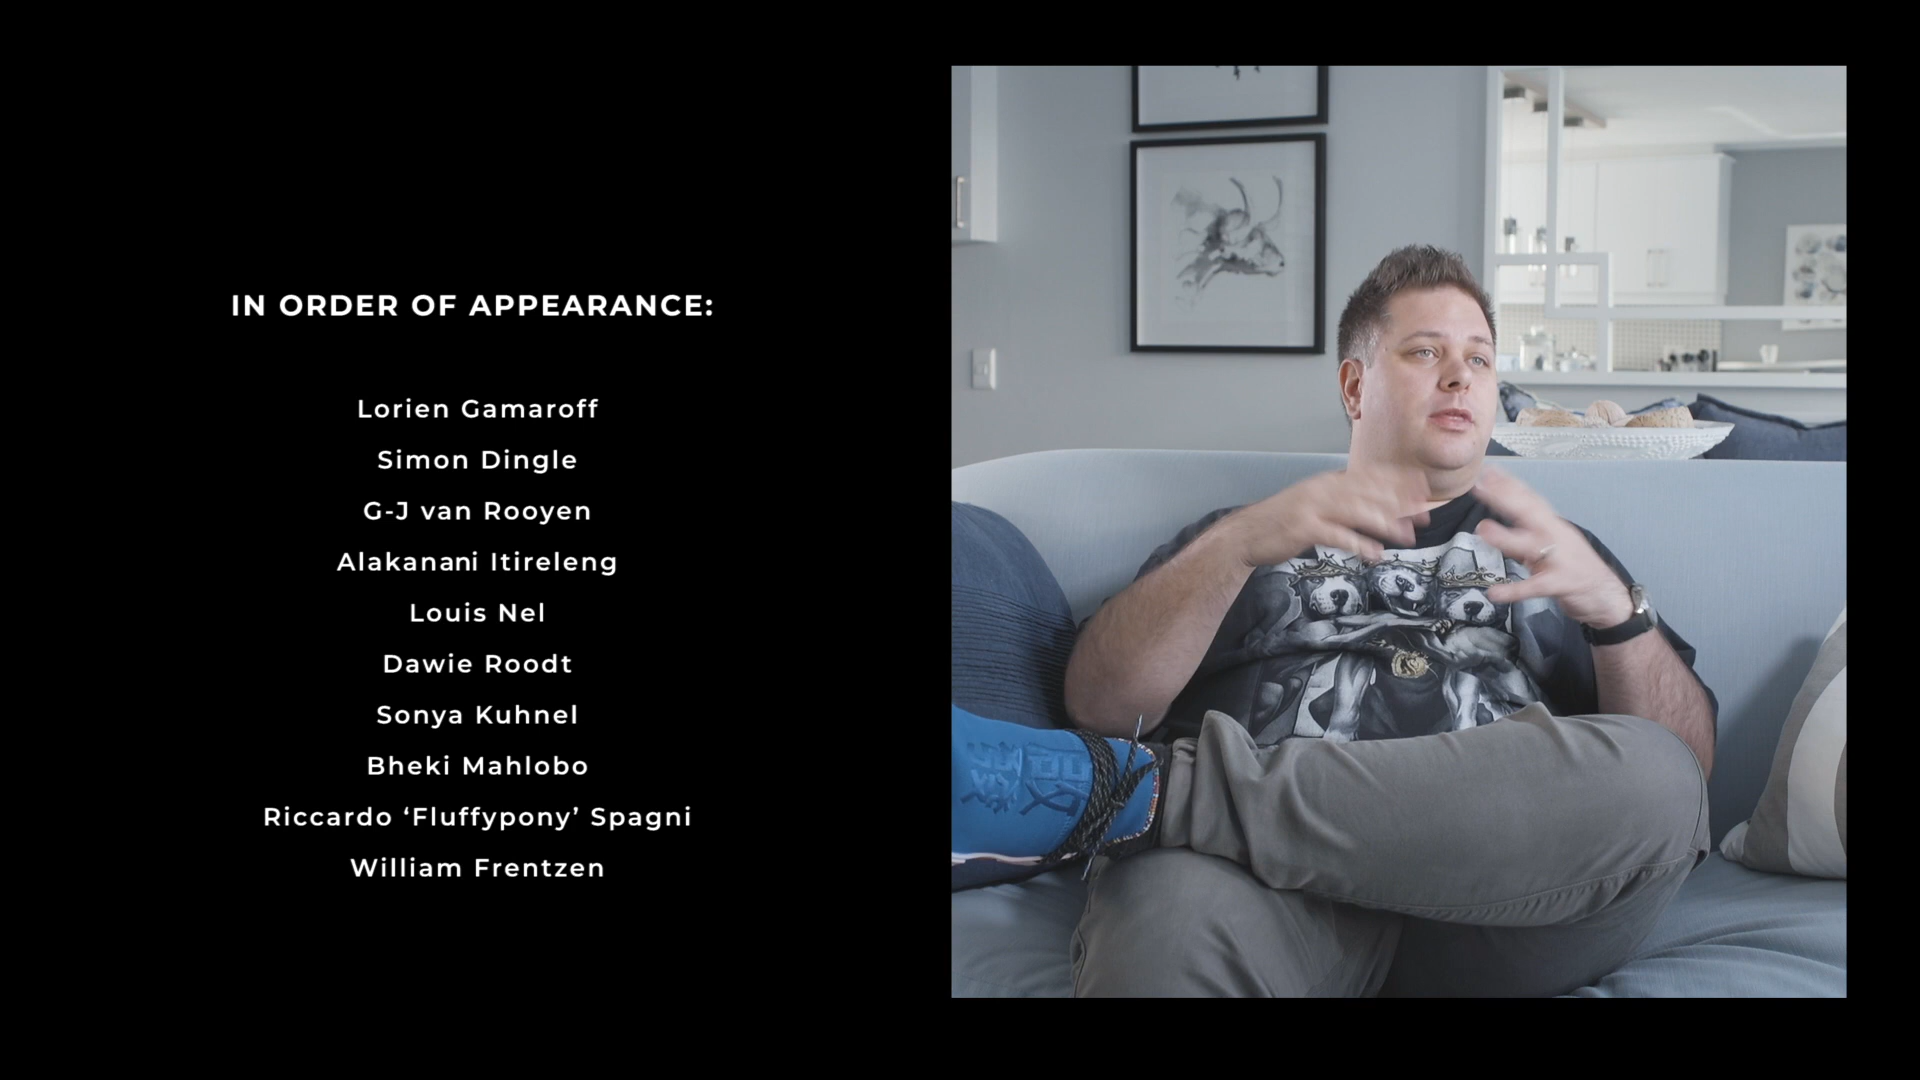 IN ORDER OF APPEARANCE:
Lorien Gamaroff
Simon Dingle
G-J van Rooyen
Alakanani Itireleng
Louis Nel
Dawie Roodt
Sonya Kuhnel
Bheki Mahlobo
Riccardo ‘Fluffypony’ Spagni
William Frentzen